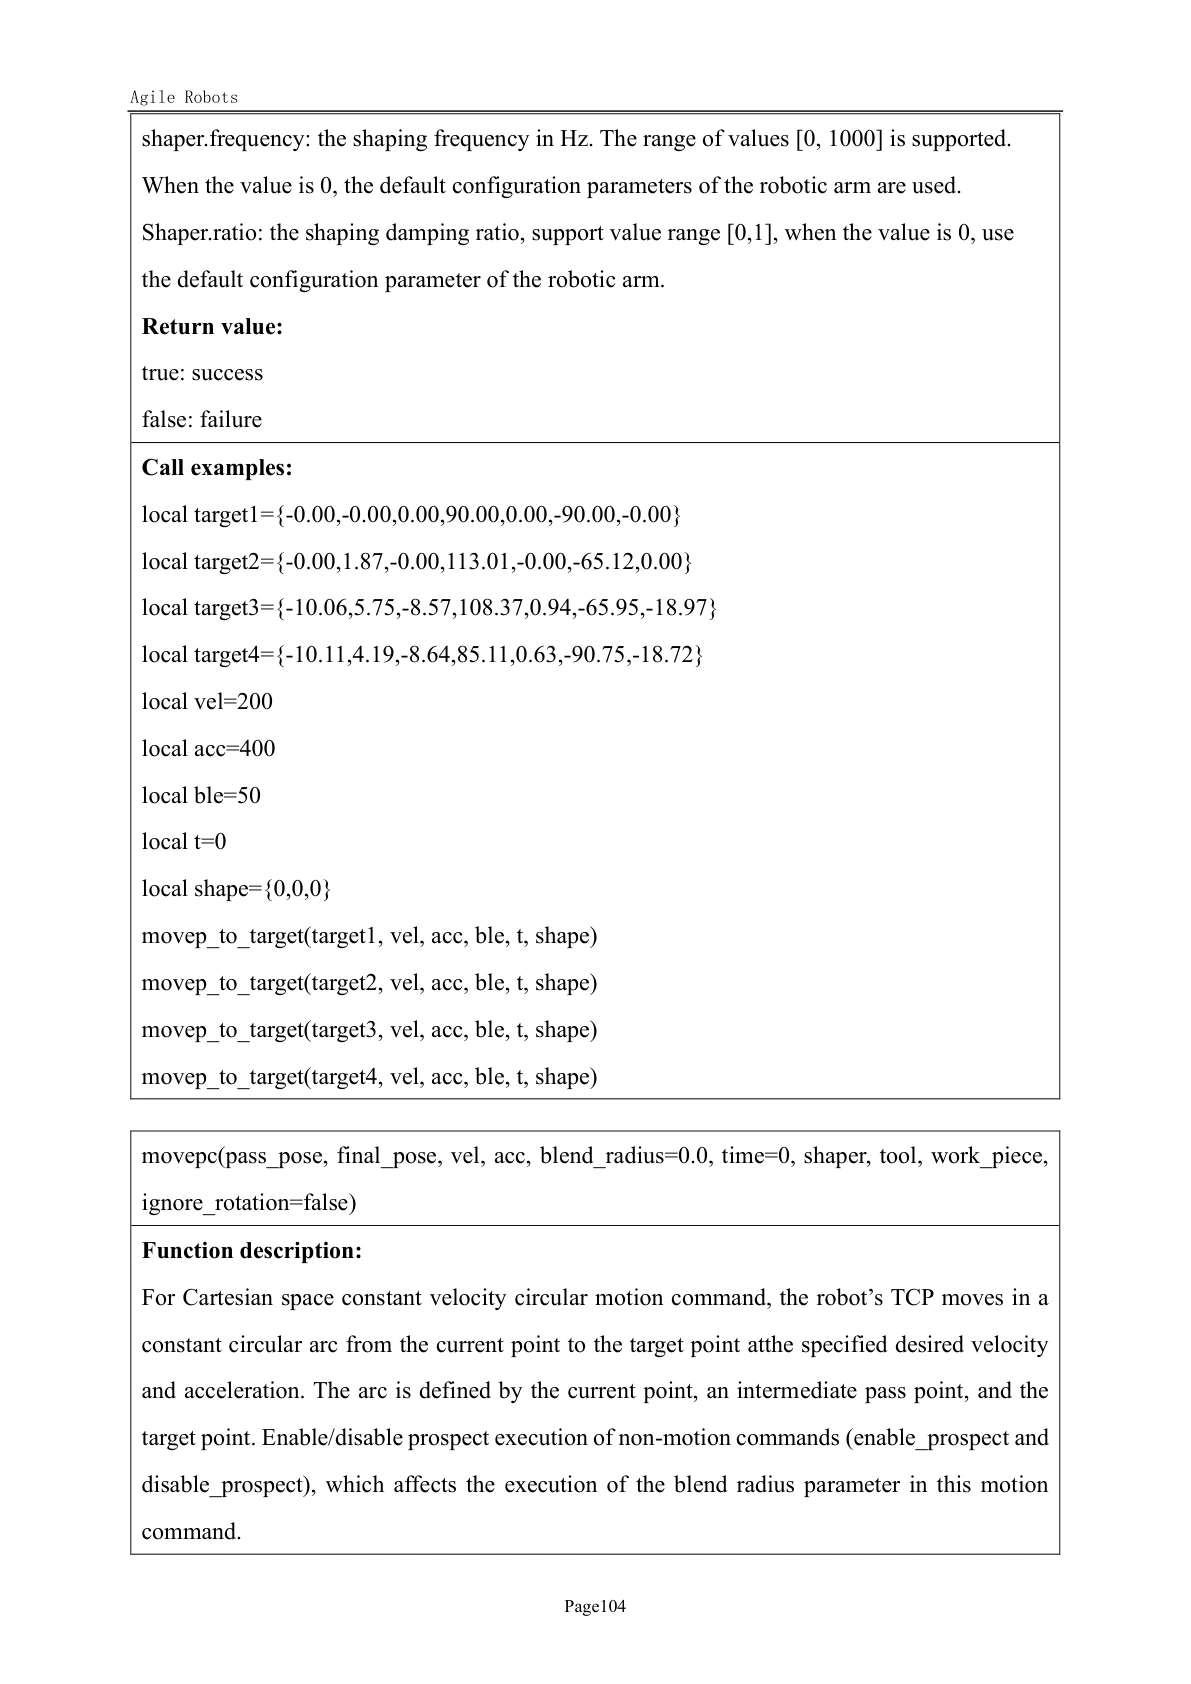 Agile Robots
shaper.frequency: the shaping frequency in Hz. The range of values [0, 1000] is supported.
When the value is 0, the default configuration parameters of the robotic arm are used.
Shaper.ratio: the shaping damping ratio, support value range [0,1], when the value is 0, use
the default configuration parameter of the robotic arm.
Return value:
true: success
false: failure
Call examples:
local target1={-0.00,-0.00,0.00,90.00,0.00,-90.00,-0.00}
local target2={-0.00,1.87,-0.00,113.01,-0.00,-65.12,0.00}
local target3={-10.06,5.75,-8.57,108.37,0.94,-65.95,-18.97}
local target4={-10.11,4.19,-8.64,85.11,0.63,-90.75,-18.72}
local vel=200
local acc=400
local ble=50
local t=0
local shape={0,0,0}
movep_to_target(target1, vel, acc, ble, t, shape)
movep_to_target(target2, vel, acc, ble, t, shape)
movep_to_target(target3, vel, acc, ble, t, shape)
movep_to_target(target4, vel, acc, ble, t, shape)
movepc(pass_pose, final_pose, vel, acc, blend_radius=0.0, time=0, shaper, tool, work_piece,
ignore_rotation=false)
Function description:
For Cartesian space constant velocity circular motion command, the robot’s TCP moves in a
constant circular arc from the current point to the target point atthe specified desired velocity
and acceleration. The arc is defined by the current point, an intermediate pass point, and the
target point. Enable/disable prospect execution of non-motion commands (enable_prospect and
disable_prospect), which affects the execution of the blend radius parameter in this motion
command.
Page104